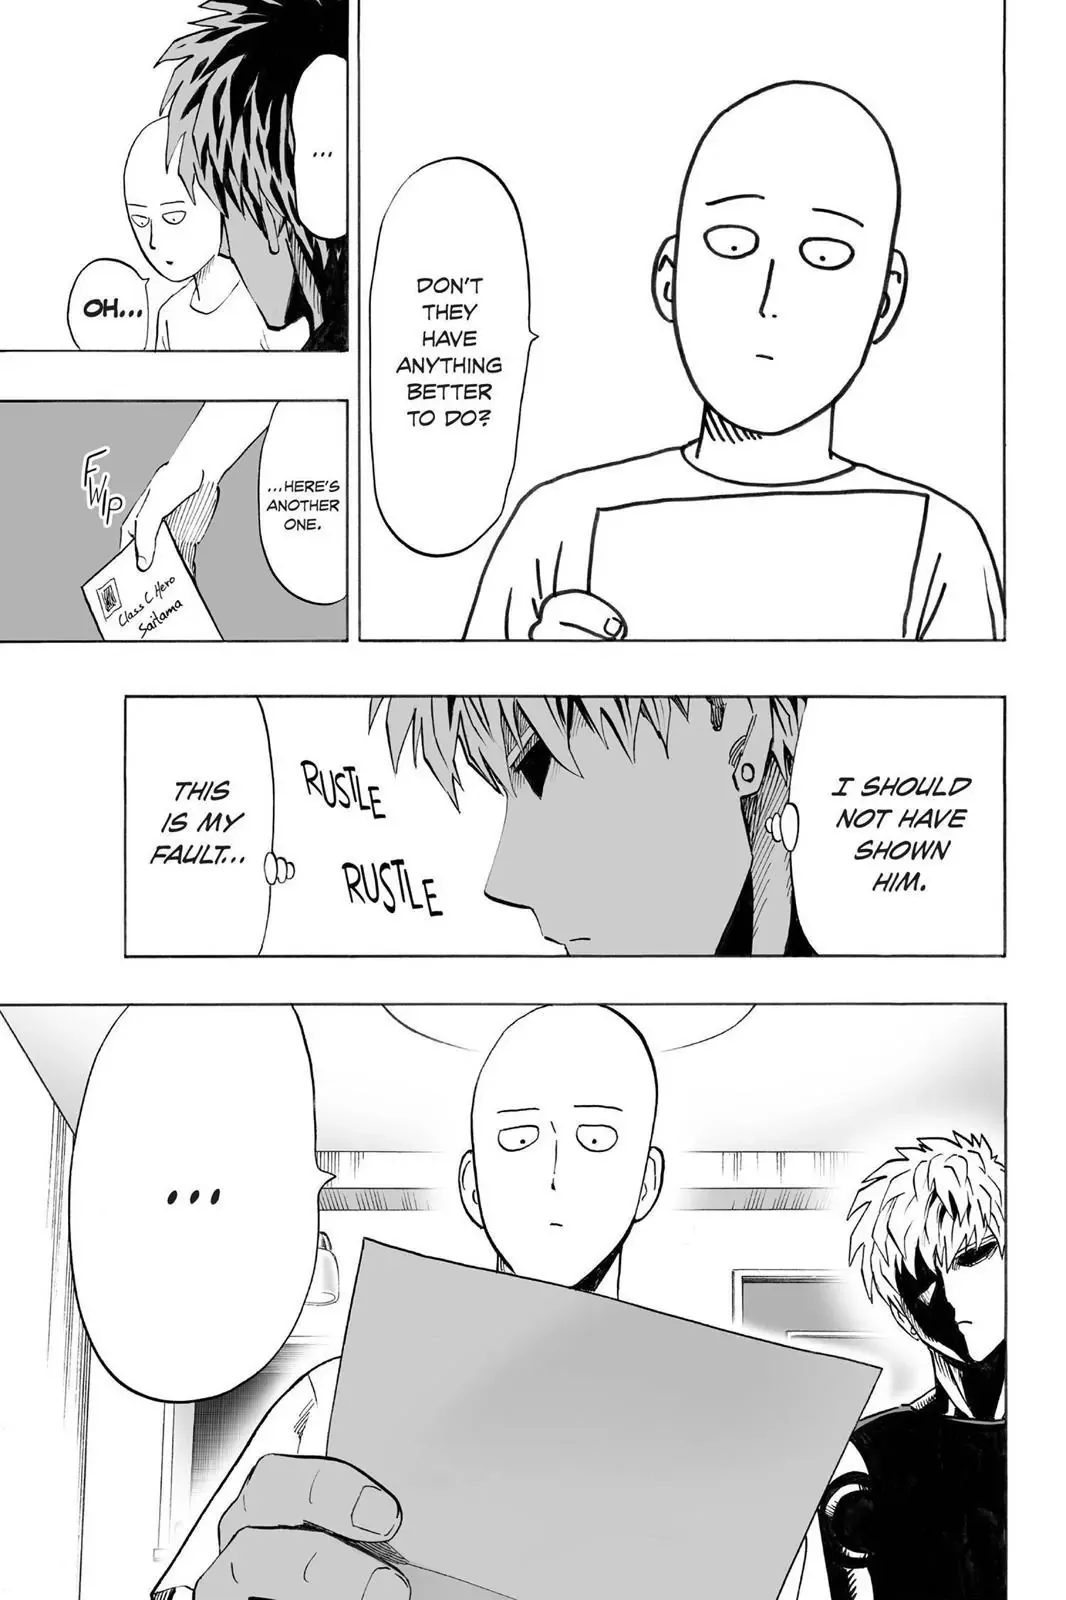 DON'T
THEY
HAVE
ANYTHING
BETTER
TO DO?
...
OH...
...HERE'S
ANOTHER
ONE.
FWIP
Class C Hero
Saitama
I SHOULD
NOT HAVE
SHOWN
HIM.
RUSTLE
RUSTLE
THIS
IS MY
FAULT...
...